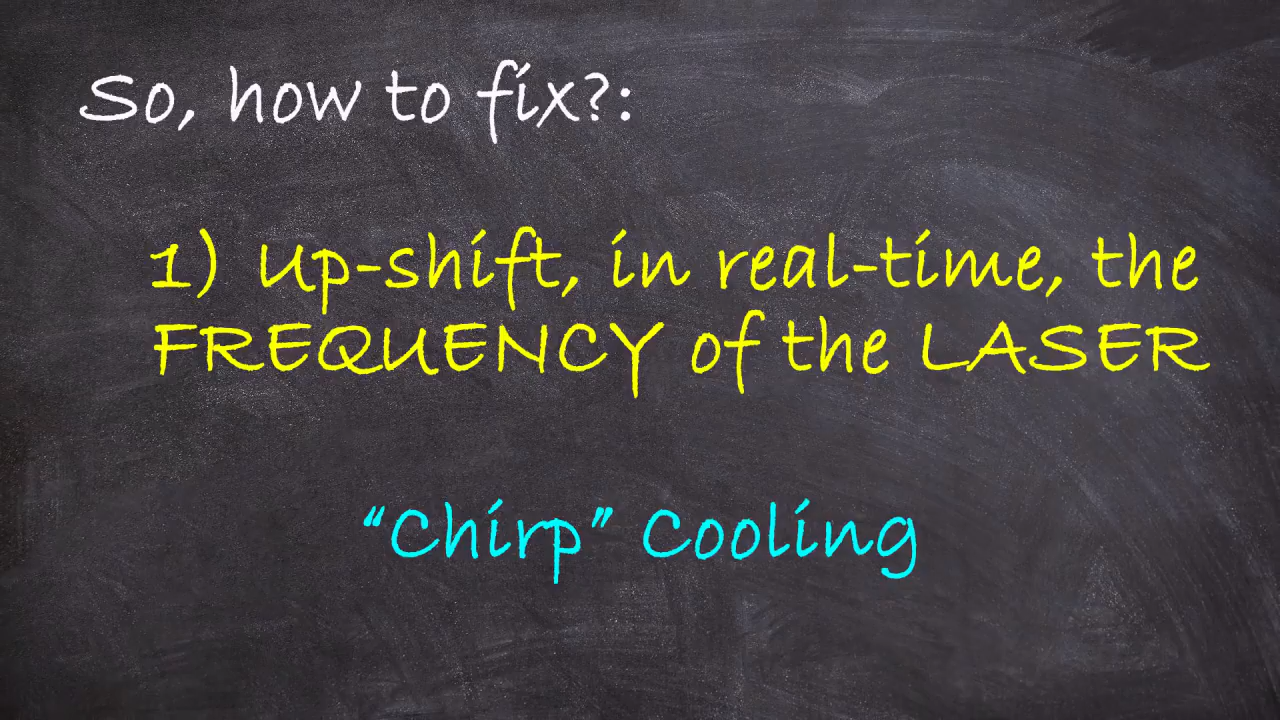 So, how to fix?:
1) Up-shift, in real-time, the
FREQUENCY of the LASER
“Chirp” Cooling